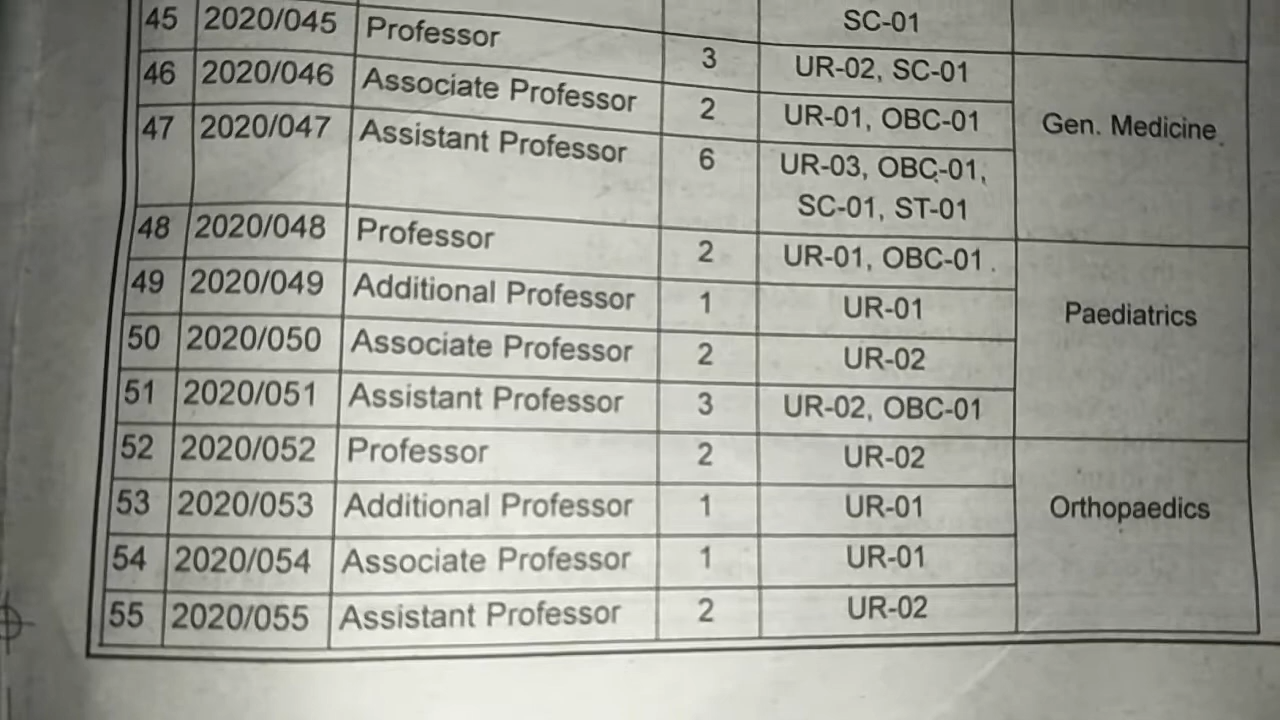 SC-01
45 2020/045 Professor 3 UR-02, SC-01
46 2020/046 Associate Professor 2 UR-01, OBC-01 Gen. Medicine
47 2020/047 Assistant Professor 6 UR-03, OBC-01,
SC-01, ST-01
48 2020/048 Professor 2 UR-01, OBC-01
49 2020/049 Additional Professor 1 UR-01 Paediatrics
50 2020/050 Associate Professor 2 UR-02
51 2020/051 Assistant Professor 3 UR-02, OBC-01
52 2020/052 Professor 2 UR-02
53 2020/053 Additional Professor 1 UR-01 Orthopaedics
54 2020/054 Associate Professor 1 UR-01
55 2020/055 Assistant Professor 2 UR-02